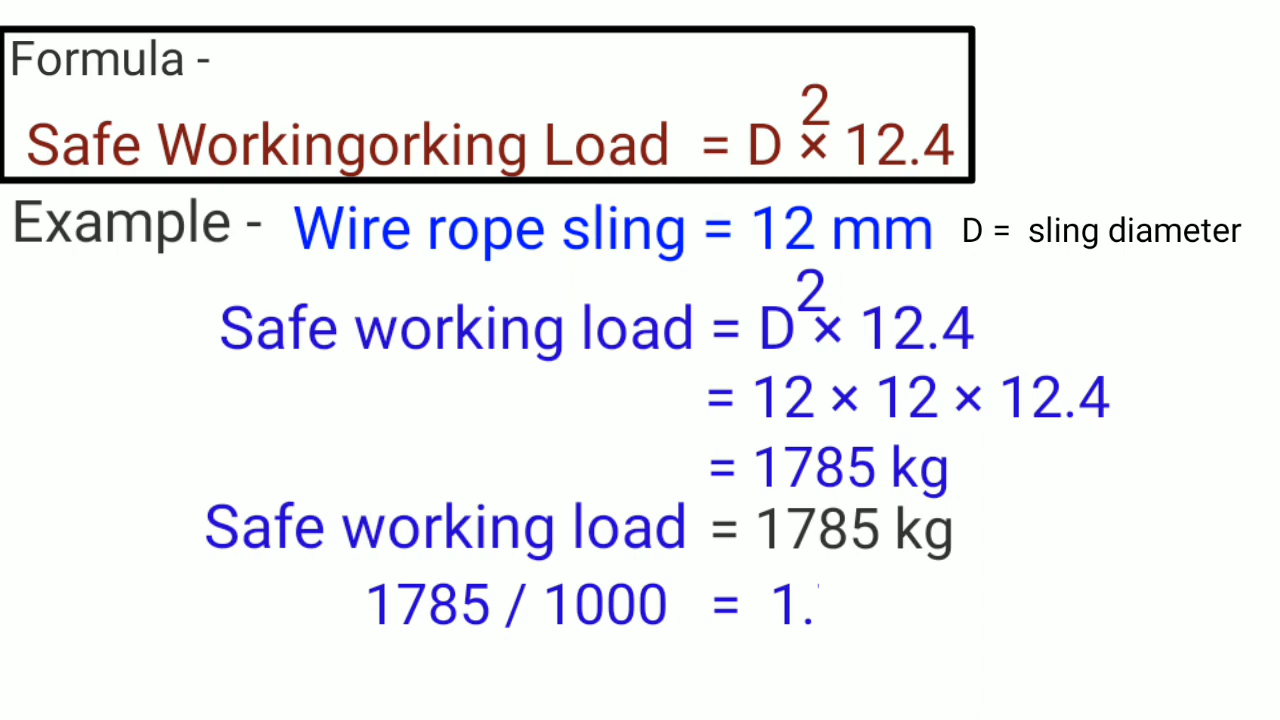 Formula -
Safe Workingorking Load = D² × 12.4
Example - Wire rope sling = 12 mm D = sling diameter
Safe working load = D² × 12.4
= 12 × 12 × 12.4
= 1785 kg
Safe working load = 1785 kg
1785 / 1000 = 1.